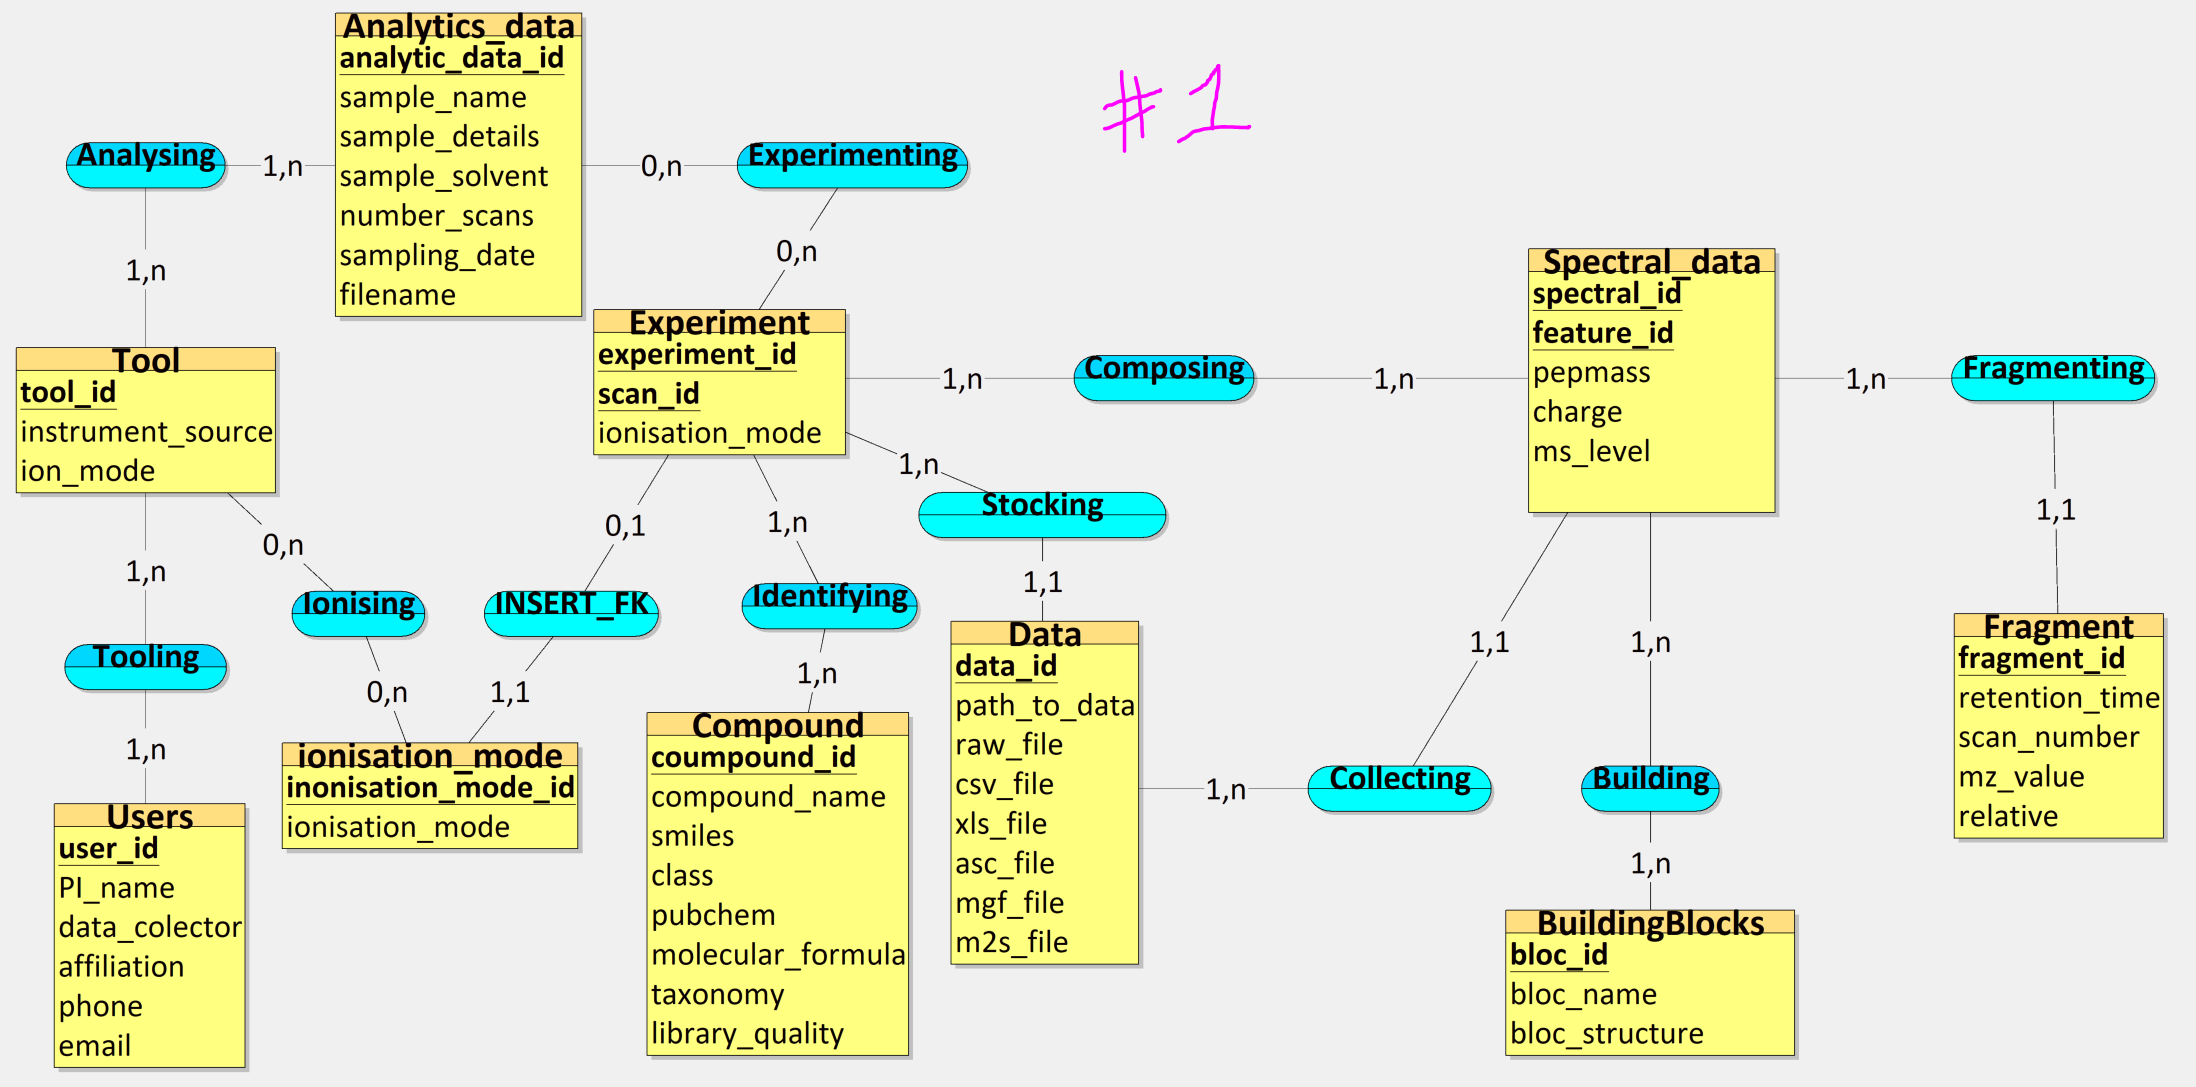 Analytics_data
analytic_data_id
sample_name
sample_details
sample_solvent
number_scans
sampling_date
filename
#1
Analysing
1,n
0,n
Experimenting
1,n
0,n
Tool
tool_id
instrument_source
ion_mode
Experiment
experiment_id
scan_id
ionisation_mode
1,n
Composing
1,n
Spectral_data
spectral_id
feature_id
pepmass
charge
ms_level
1,n
Fragmenting
1,n
0,n
0,1
1,n
1,n
Stocking
1,1
1,1
Ionising
INSERT_FK
Identifying
1,1
1,n
Tooling
0,n
1,1
1,n
1,n
Users
user_id
PI_name
data_colector
affiliation
phone
email
ionisation_mode
inonisation_mode_id
ionisation_mode
Compound
coumpound_id
compound_name
smiles
class
pubchem
molecular_formula
taxonomy
library_quality
Data
data_id
path_to_data
raw_file
csv_file
xls_file
asc_file
mgf_file
m2s_file
1,n
Collecting
Building
1,n
BuildingBlocks
bloc_id
bloc_name
bloc_structure
Fragment
fragment_id
retention_time
scan_number
mz_value
relative